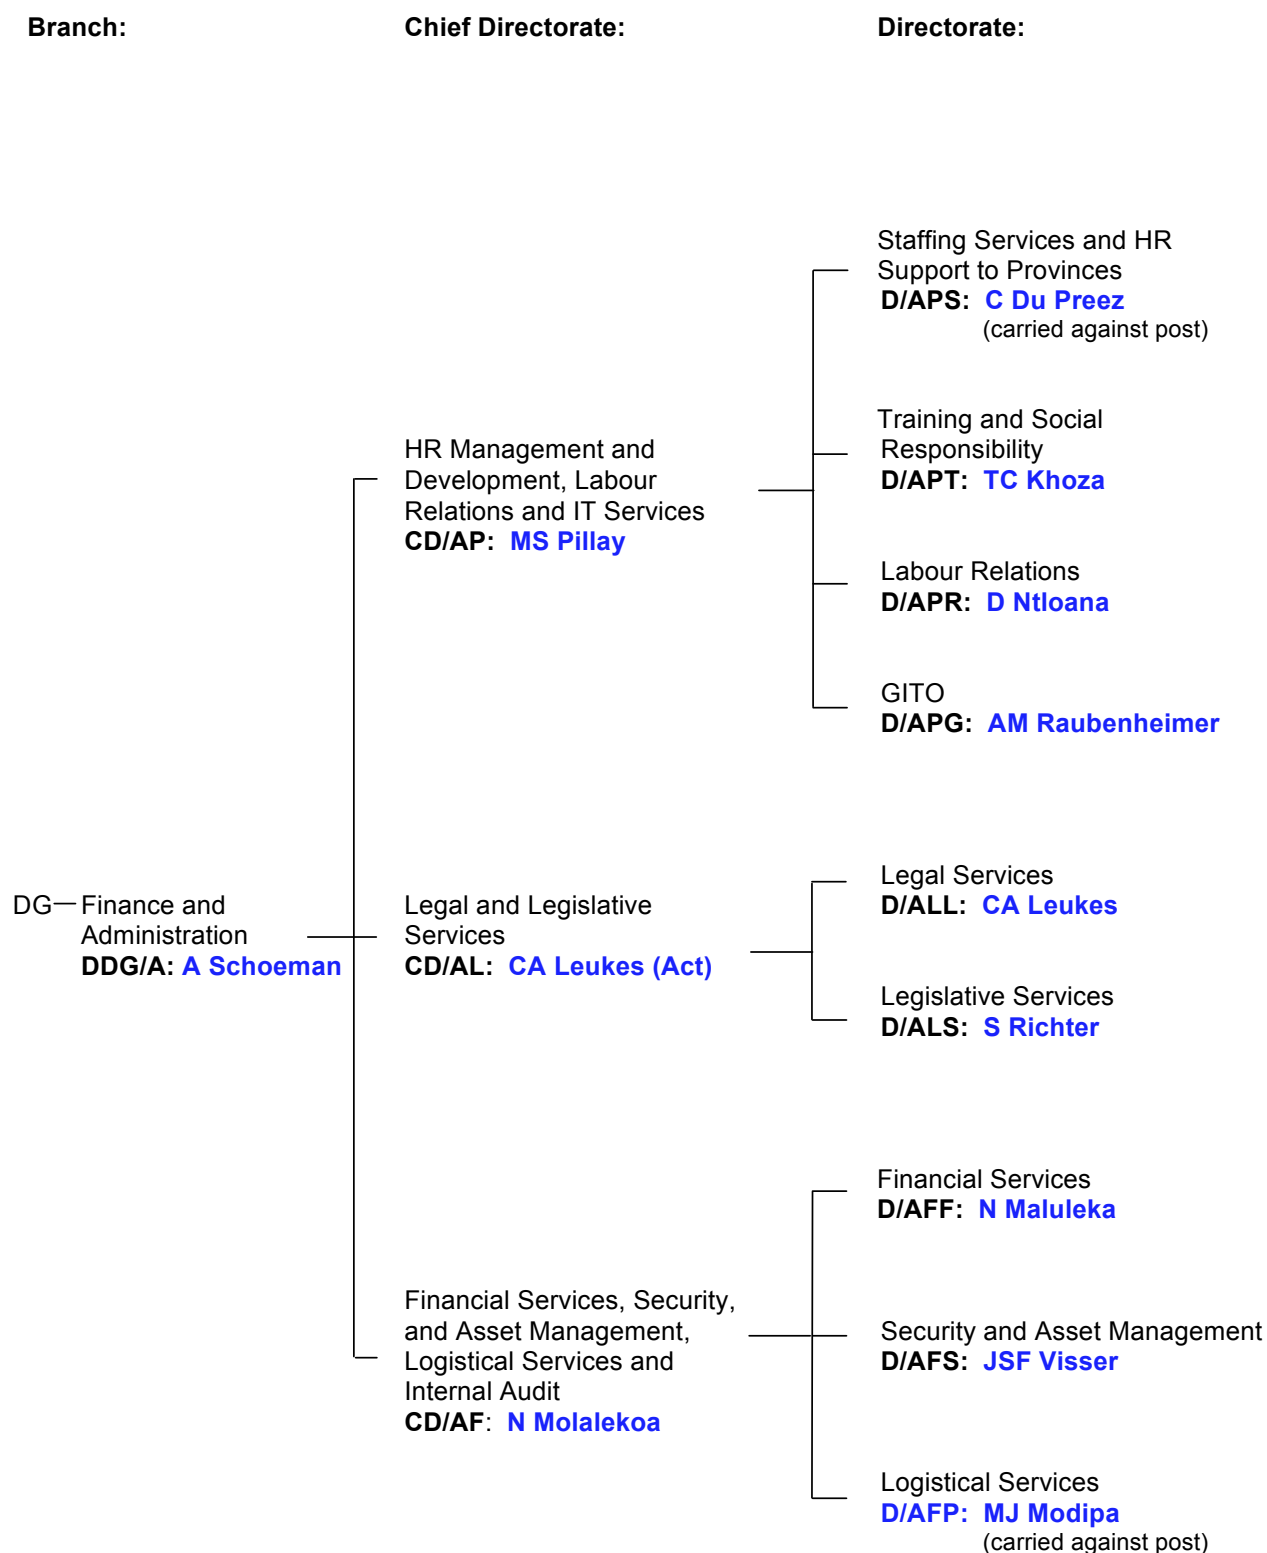 Branch:
Chief Directorate:
Directorate:
Staffing Services and HR
Support to Provinces
D/APS: C Du Preez
(carried against post)
Training and Social
Responsibility
D/APT: TC Khoza
HR Management and
Development, Labour
Relations and IT Services
CD/AP: MS Pillay
Labour Relations
D/APR: D Ntloana
GITO
D/APG: AM Raubenheimer
DG
Finance and
Administration
DDG/A: A Schoeman
Legal and Legislative
Services
CD/AL: CA Leukes (Act)
Legal Services
D/ALL: CA Leukes
Legislative Services
D/ALS: S Richter
Financial Services
D/AFF: N Maluleka
Financial Services, Security,
and Asset Management,
Logistical Services and
Internal Audit
CD/AF: N Molalekoa
Security and Asset Management
D/AFS: JSF Visser
Logistical Services
D/AFP: MJ Modipa
(carried against post)